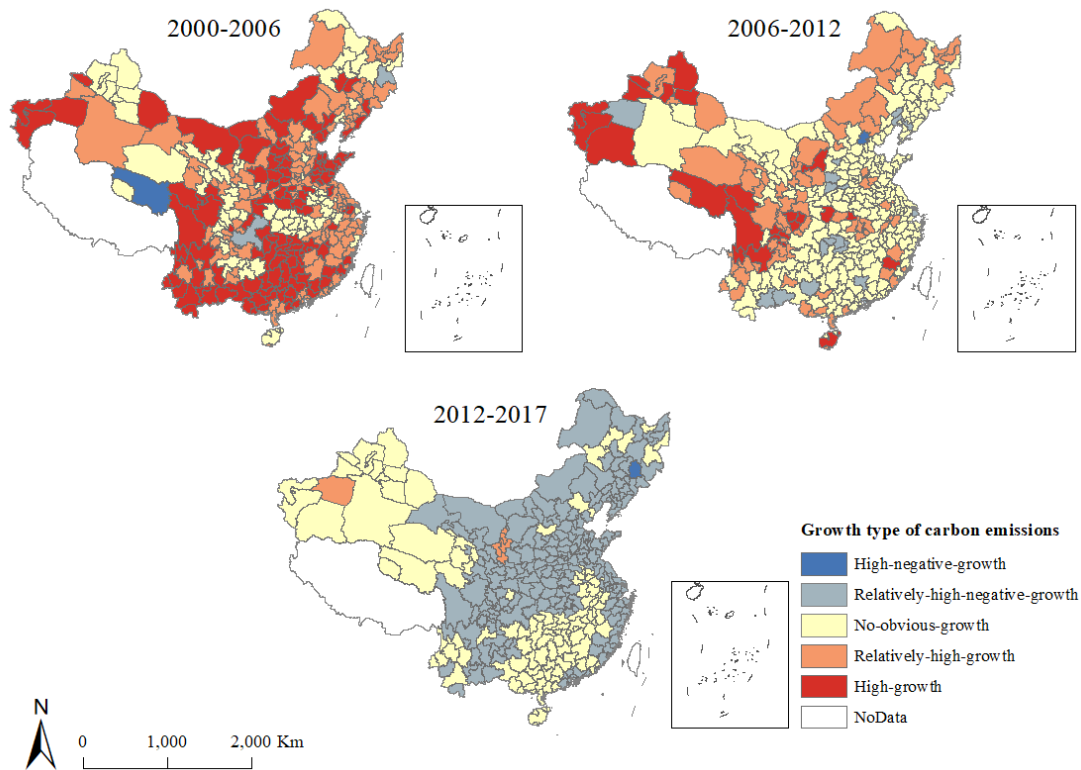 2000-2006
2006-2012
2012-2017
Growth type of carbon emissions
High-negative-growth
Relatively-high-negative-growth
No-obvious-growth
Relatively-high-growth
High-growth
NoData
N
0 1,000 2,000 Km